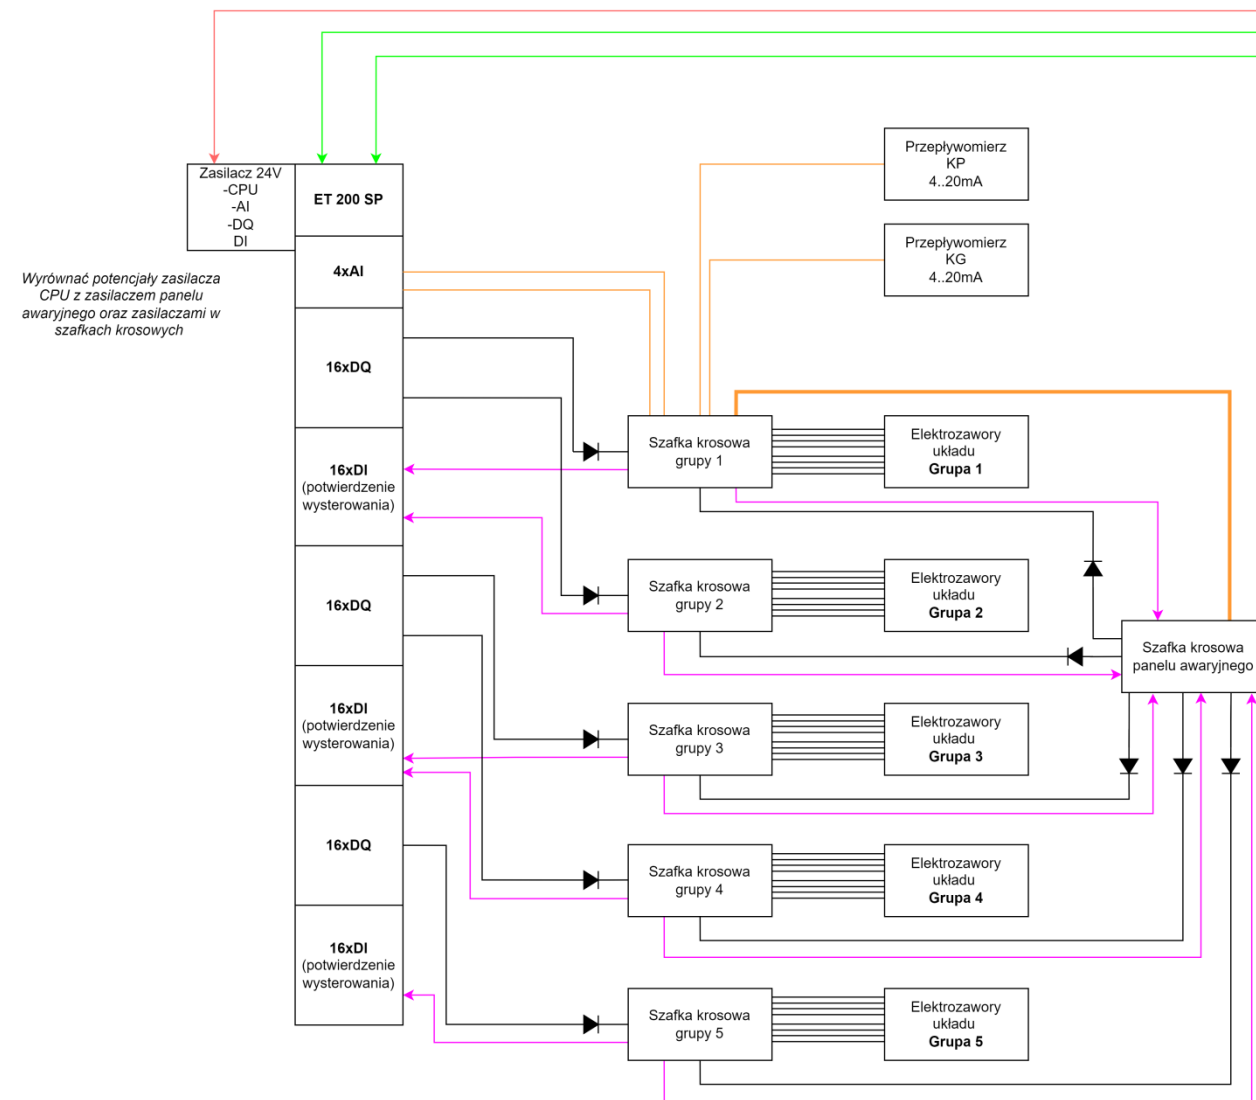 Zasilacz 24V
-CPU
-AI
-DQ
DI
ET 200 SP
4xAI
Wyrównać potencjały zasilacza
CPU z zasilaczem panelu
awaryjnego oraz zasilaczami w
szafkach krosowych
16xDQ
16xDI
(potwierdzenie
wysterowania)
16xDQ
16xDI
(potwierdzenie
wysterowania)
16xDQ
16xDI
(potwierdzenie
wysterowania)
Przepływomierz
KP
4..20mA
Przepływomierz
KG
4..20mA
Szafka krosowa
grupy 1
Elektrozawory
układu
Grupa 1
Szafka krosowa
grupy 2
Elektrozawory
układu
Grupa 2
Szafka krosowa
panelu awaryjnego
Szafka krosowa
grupy 3
Elektrozawory
układu
Grupa 3
Szafka krosowa
grupy 4
Elektrozawory
układu
Grupa 4
Szafka krosowa
grupy 5
Elektrozawory
układu
Grupa 5